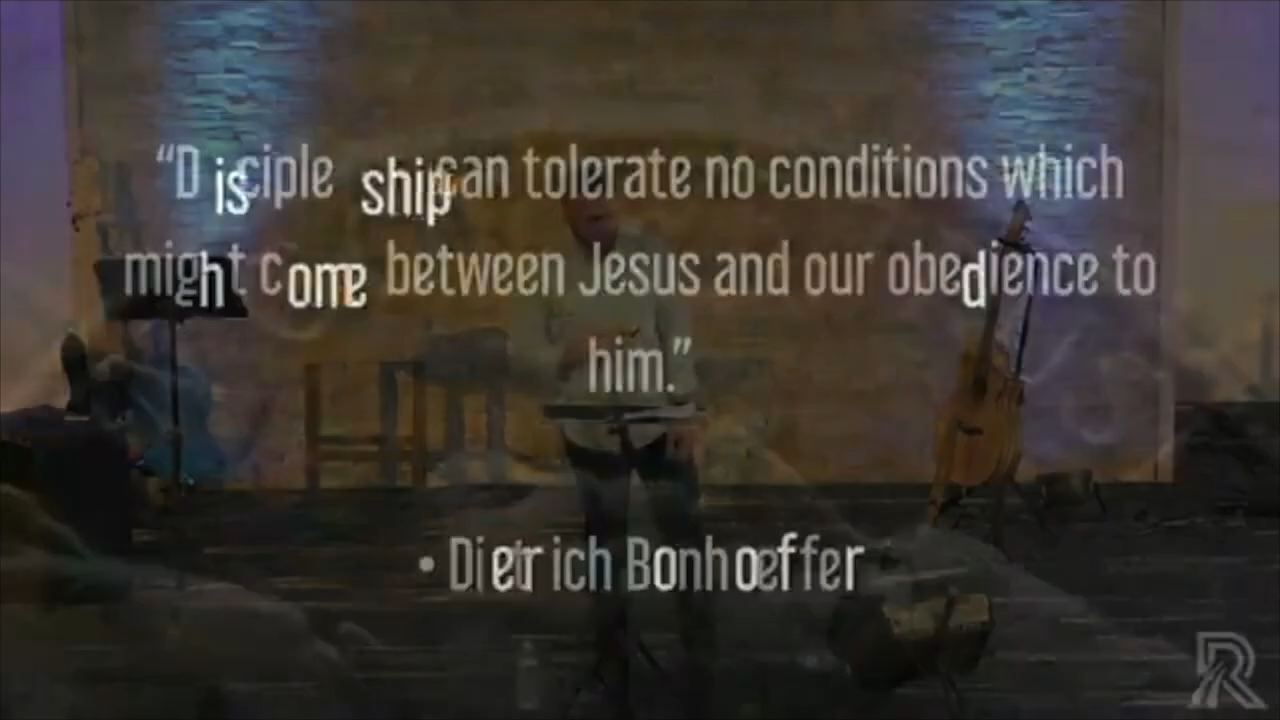 “Discipleship can tolerate no conditions which
might come between Jesus and our obedience to
him.”
• Dietrich Bonhoeffer
R